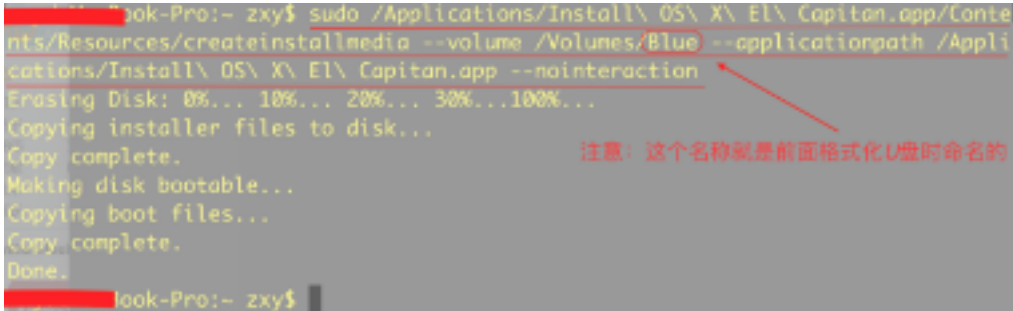 ook-Pro:~ zxy$ sudo /Applications/Install\ OS\ X\ El\ Capitan.app/Conte
nts/Resources/createinstallmedia --volume /Volumes/Blue --applicationpath /Appli
cations/Install\ OS\ X\ El\ Capitan.app --nointeraction
Erasing Disk: 0%... 10%... 20%... 30%...100%...
Copying installer files to disk...
Copy complete.
注意：这个名称就是前面格式化U盘时命名的
Making disk bootable...
Copying boot files...
Copy complete.
Done.
ook-Pro:~ zxy$